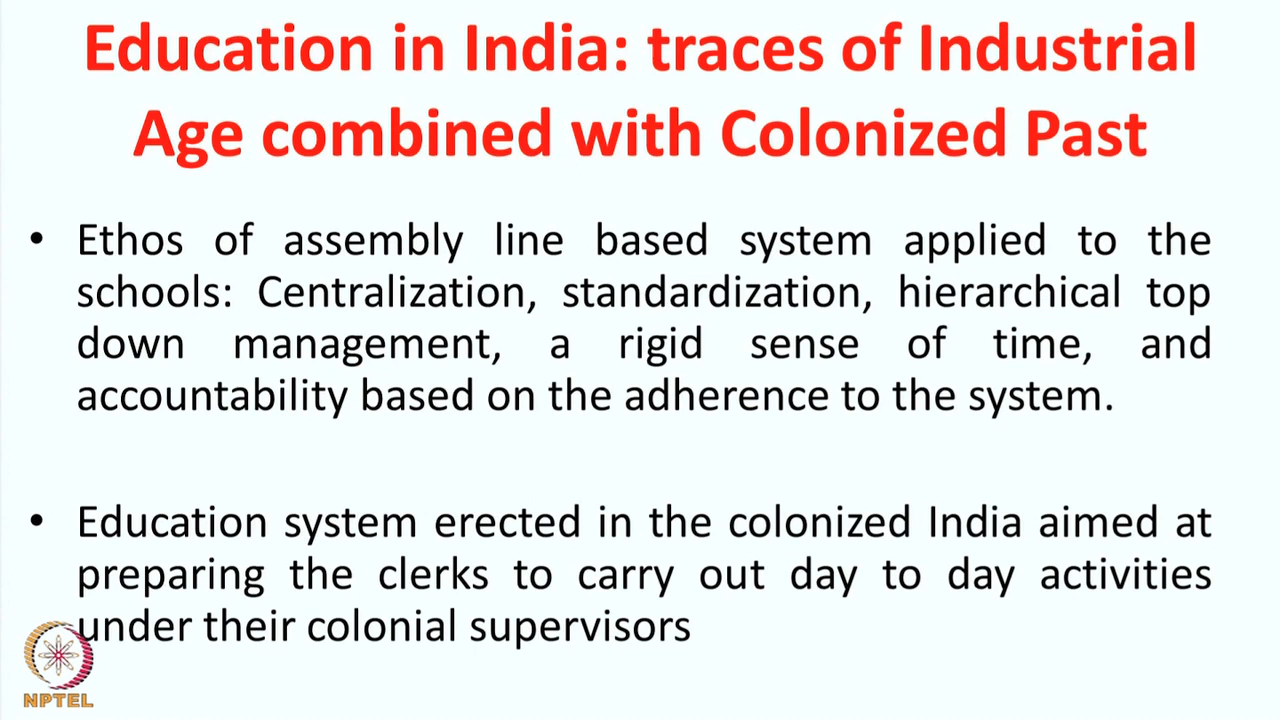 Education in India: traces of Industrial
Age combined with Colonized Past
• Ethos of assembly line based system applied to the
schools: Centralization, standardization, hierarchical top
down management, a rigid sense of time, and
accountability based on the adherence to the system.
• Education system erected in the colonized India aimed at
preparing the clerks to carry out day to day activities
under their colonial supervisors
NPTEL